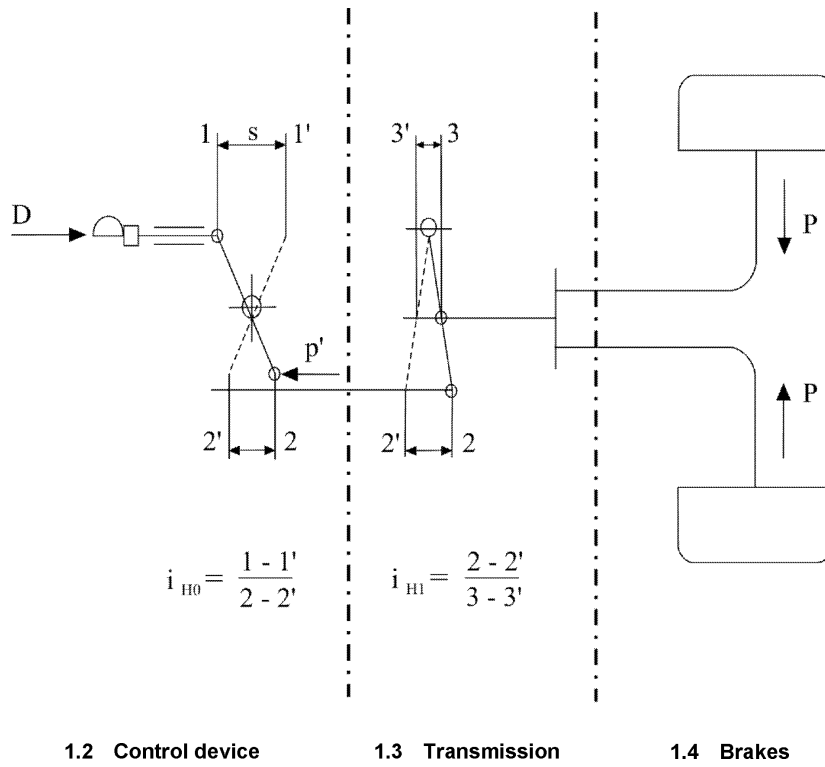 1 s 1' 3' 3
D
P
p'
P
2' 2 2' 2
i H0 = 1 - 1' / 2 - 2'
i H1 = 2 - 2' / 3 - 3'
1.2 Control device 1.3 Transmission 1.4 Brakes